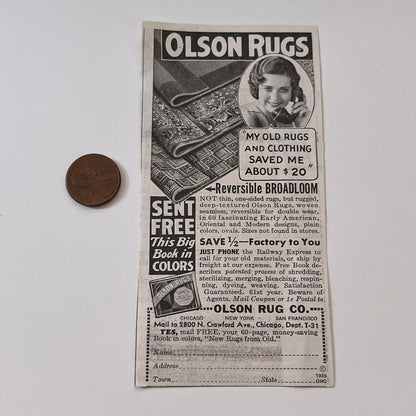 OLSON RUGS
"MY OLD RUGS
AND CLOTHING
SAVED ME
ABOUT $20"
Reversible BROADLOOM
NOT thin, one-sided rugs, but rugged,
deep-textured Olson Rugs, woven
seamless, reversible for double wear,
in 60 fascinating Early American,
Oriental and Modern designs, plain
colors, ovals. Sizes not found in stores.
SENT
FREE
This Big
Book in
COLORS
SAVE ½—Factory to You
JUST PHONE the Railway Express to
call for your old materials, or ship by
freight at our expense. Free Book de-
scribes patented process of shredding,
sterilizing, merging, bleaching, respin-
ning, dyeing, weaving. Satisfaction
Guaranteed. 61st year. Beware of
Agents. Mail Coupon or 1c Postal to
OLSON RUG CO.
CHICAGO NEW YORK SAN FRANCISCO
Mail to 2800 N. Crawford Ave., Chicago, Dept. T-31
YES, mail FREE, your 60-page, money-saving
Book in colors, "New Rugs from Old."
Name
Address
Town State
©
1935
ORC